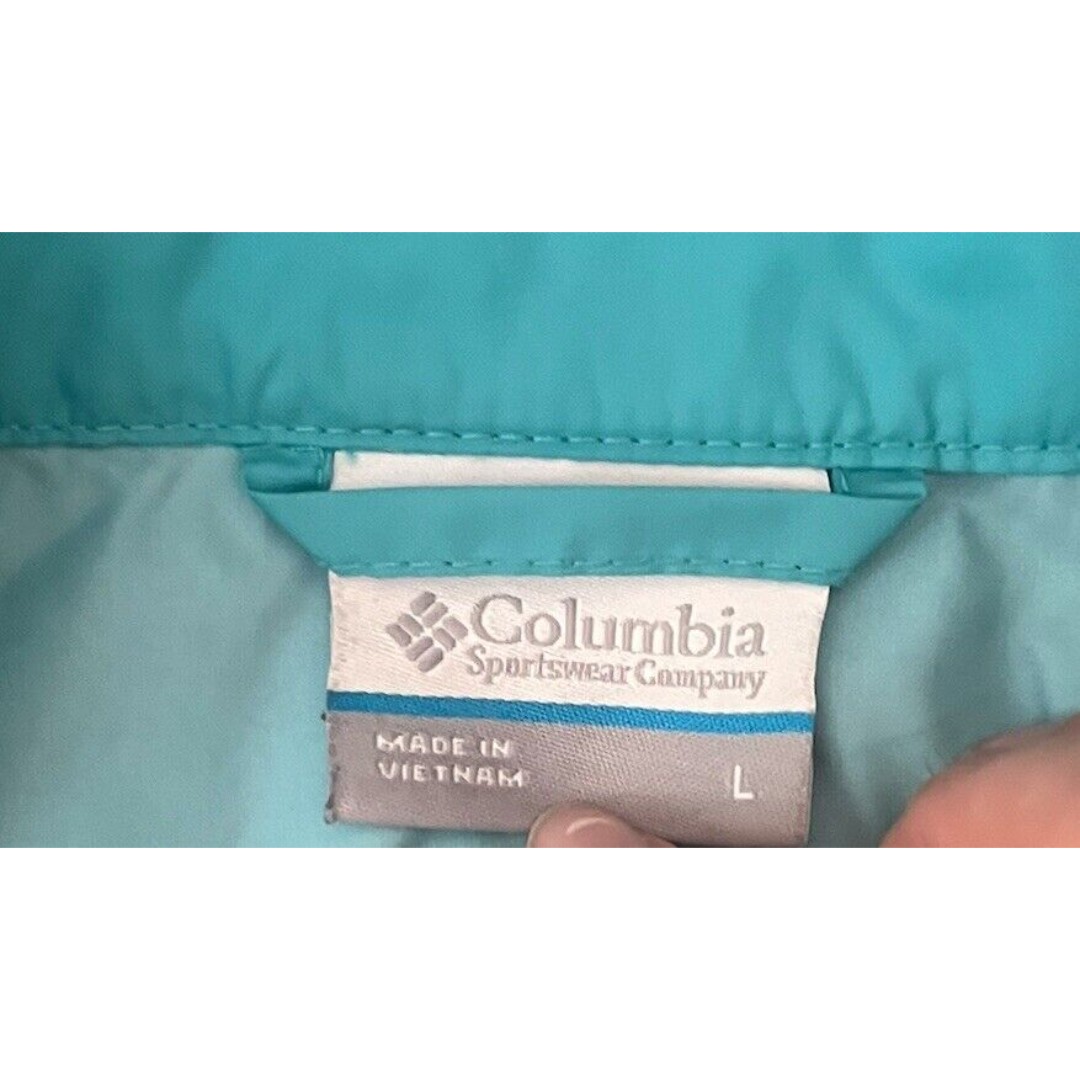 Columbia
Sportswear Company
MADE IN
VIETNAM
L